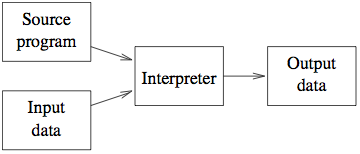 Source
program
Interpreter
Output
data
Input
data